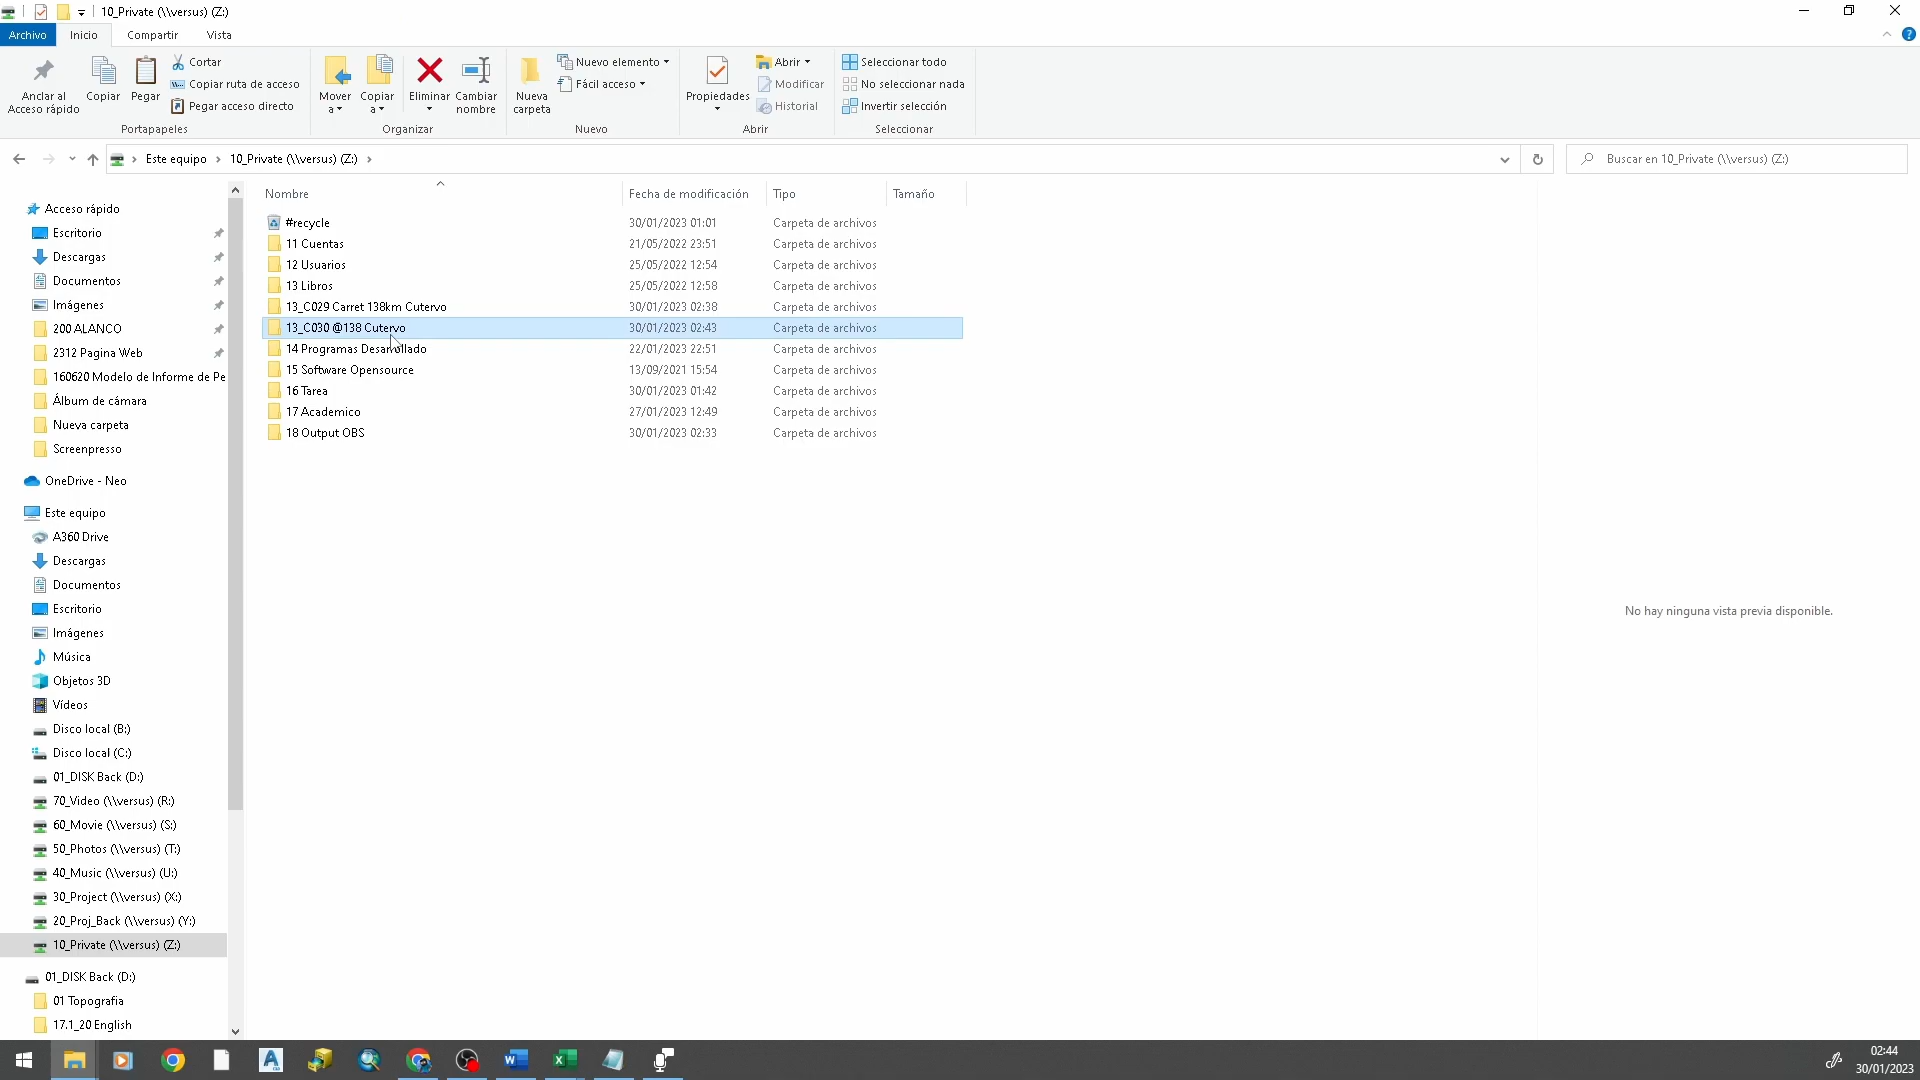 10_Private (\\versus) (Z:)
Archivo Inicio Compartir Vista
Anclar al Acceso rápido
Copiar
Pegar
Cortar
Copiar ruta de acceso
Pegar acceso directo
Portapapeles
Mover a
Copiar a
Eliminar
Cambiar nombre
Organizar
Nueva carpeta
Nuevo elemento
Fácil acceso
Nuevo
Propiedades
Abrir
Modificar
Historial
Abrir
Seleccionar todo
No seleccionar nada
Invertir selección
Seleccionar
Este equipo 10_Private (\\versus) (Z:)
Buscar en 10_Private (\\versus) (Z:)
Acceso rápido
Escritorio
Descargas
Documentos
Imágenes
200 ALANCO
2312 Pagina Web
160620 Modelo de Informe de Pe
Álbum de cámara
Nueva carpeta
Screenpresso
OneDrive - Neo
Este equipo
A360 Drive
Descargas
Documentos
Escritorio
Imágenes
Música
Objetos 3D
Vídeos
Disco local (B:)
Disco local (C:)
01_DISK Back (D:)
70_Video (\\versus) (R:)
60_Movie (\\versus) (S:)
50_Photos (\\versus) (T:)
40_Music (\\versus) (U:)
30_Project (\\versus) (X:)
20_Proj_Back (\\versus) (Y:)
10_Private (\\versus) (Z:)
01_DISK Back (D:)
01 Topografia
17.1_20 English
Nombre Fecha de modificación Tipo Tamaño
#recycle 30/01/2023 01:01 Carpeta de archivos
11 Cuentas 21/05/2022 23:51 Carpeta de archivos
12 Usuarios 25/05/2022 12:54 Carpeta de archivos
13 Libros 25/05/2022 12:58 Carpeta de archivos
13_C029 Carret 138km Cutervo 30/01/2023 02:38 Carpeta de archivos
13_C030 @138 Cutervo 30/01/2023 02:43 Carpeta de archivos
14 Programas Desarrollado 22/01/2023 22:51 Carpeta de archivos
15 Software Opensource 13/09/2021 15:54 Carpeta de archivos
16 Tarea 30/01/2023 01:42 Carpeta de archivos
17 Academico 27/01/2023 12:49 Carpeta de archivos
18 Output OBS 30/01/2023 02:33 Carpeta de archivos
No hay ninguna vista previa disponible.
02:44
30/01/2023